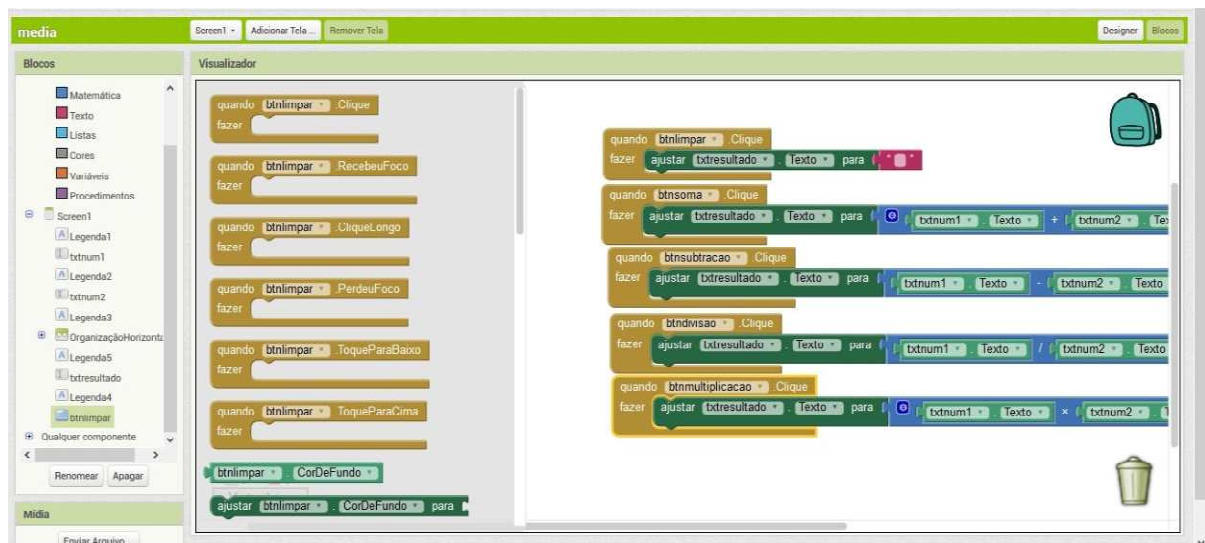 media Screen1 Adicionar Tela ... Remover Tela Designer Blocos
Blocos
Matemática
Texto
Listas
Cores
Variáveis
Procedimentos
Screen1
Legenda1
txtnum1
Legenda2
txtnum2
Legenda3
OrganizaçãoHorizonta
Legenda5
txtresultado
Legenda4
btnlimpar
Qualquer componente
Renomear Apagar
Mídia
Enviar Arquivo ...
Visualizador
quando btnlimpar .Clique
fazer
quando btnlimpar .RecebeuFoco
fazer
quando btnlimpar .CliqueLongo
fazer
quando btnlimpar .PerdeuFoco
fazer
quando btnlimpar .ToqueParaBaixo
fazer
quando btnlimpar .ToqueParaCima
fazer
btnlimpar . CorDeFundo
ajustar btnlimpar . CorDeFundo para
quando btnlimpar .Clique
fazer ajustar txtresultado . Texto para " "
quando btnsoma .Clique
fazer ajustar txtresultado . Texto para txtnum1 . Texto + txtnum2 . Te
quando btnsubtracao .Clique
fazer ajustar txtresultado . Texto para txtnum1 . Texto - txtnum2 . Texto
quando btndivisao .Clique
fazer ajustar txtresultado . Texto para txtnum1 . Texto / txtnum2 . Texto
quando btnmultiplicacao .Clique
fazer ajustar txtresultado . Texto para txtnum1 . Texto × txtnum2 .